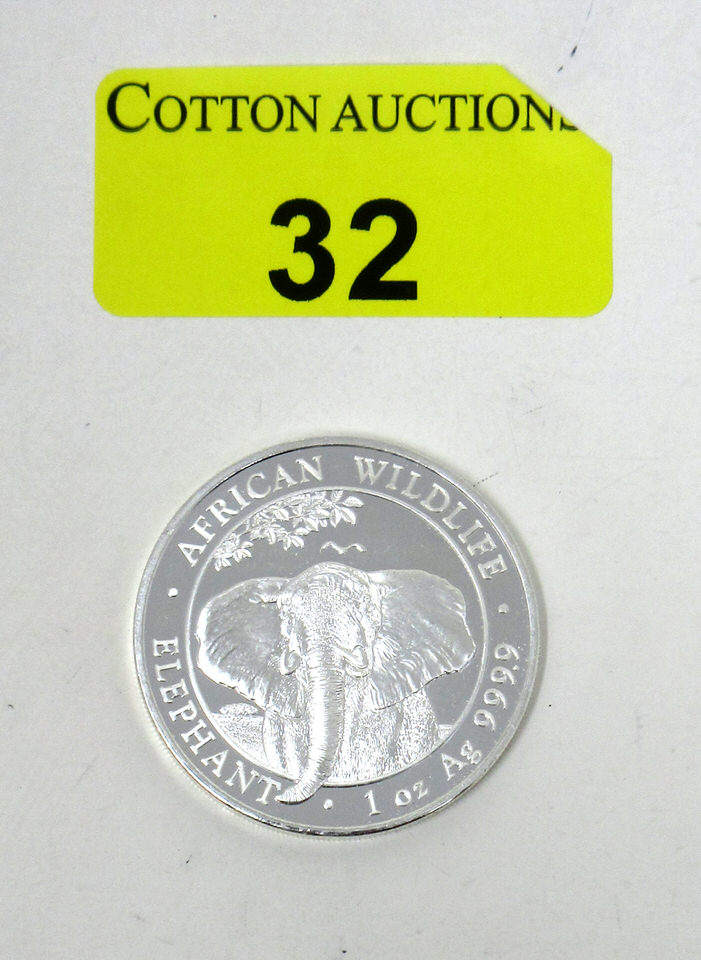 COTTON AUCTIONS
32
AFRICAN WILDLIFE
ELEPHANT
1 oz Ag 999.9